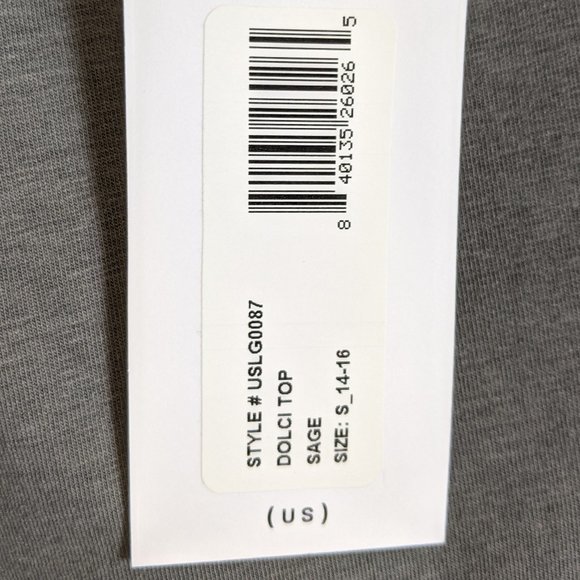 8 40135 26026 5
STYLE # USLG0087
DOLCI TOP
SAGE
SIZE: S_14-16
(US)